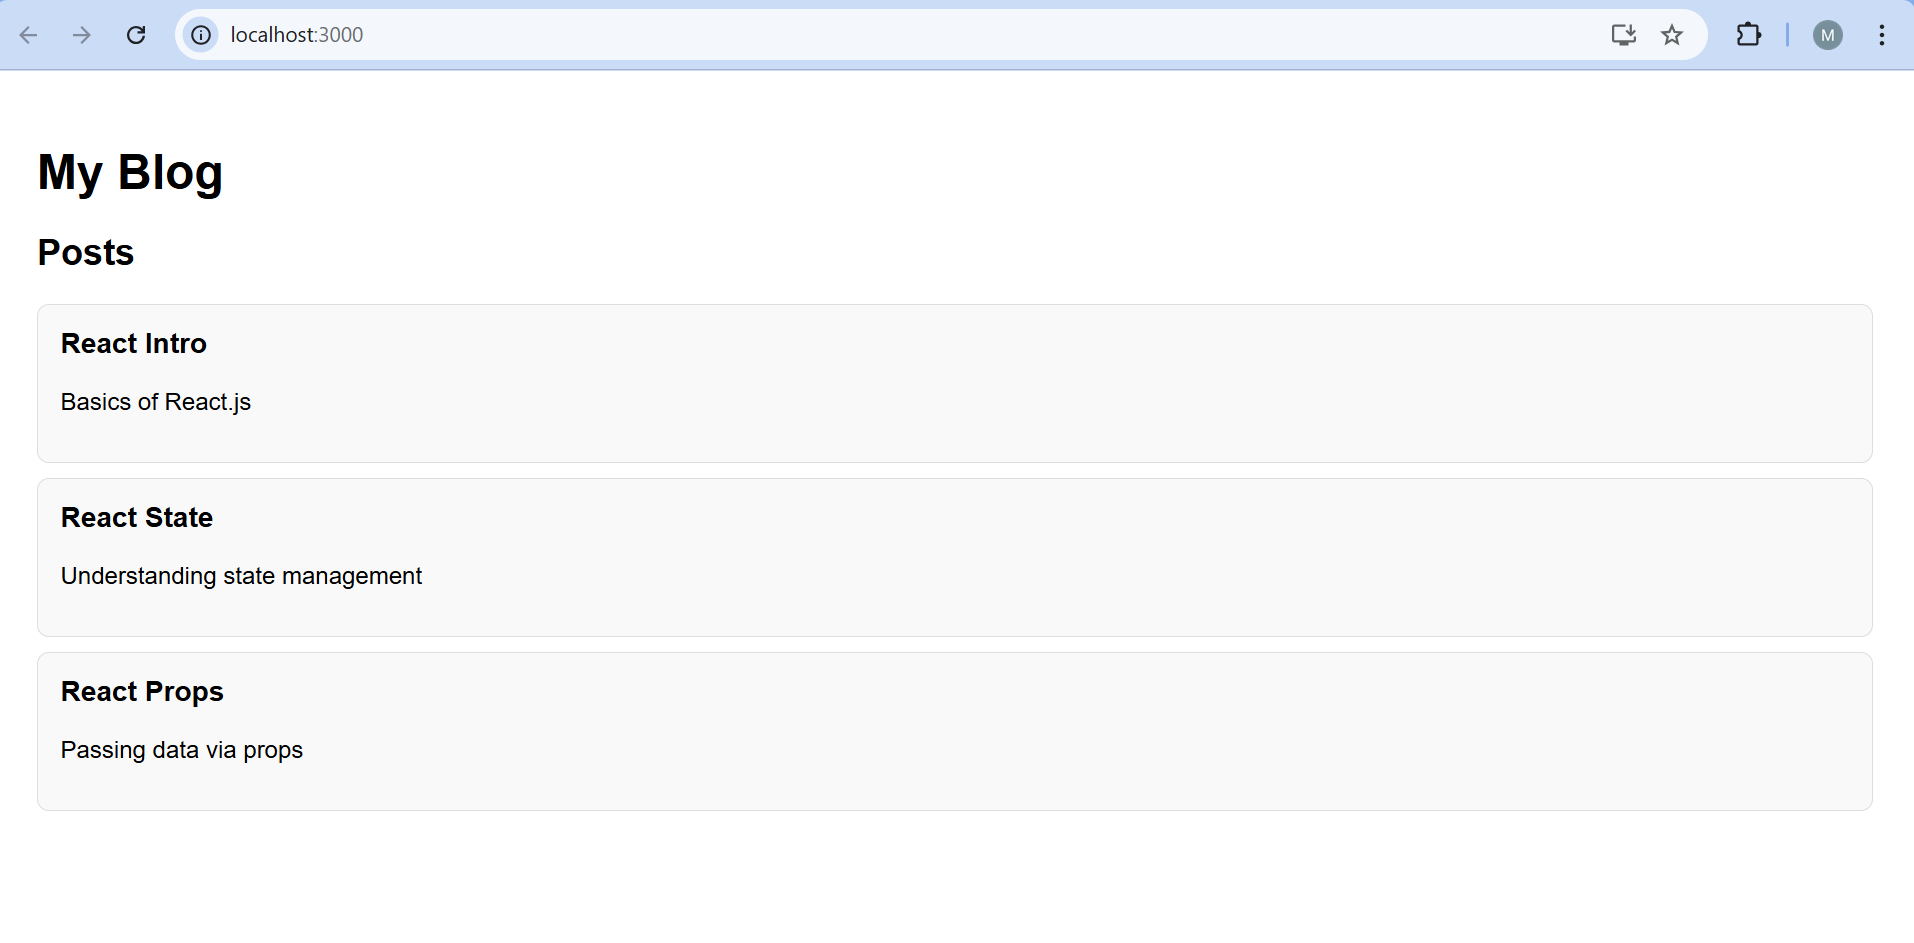 localhost:3000
M
My Blog
Posts
React Intro
Basics of React.js
React State
Understanding state management
React Props
Passing data via props